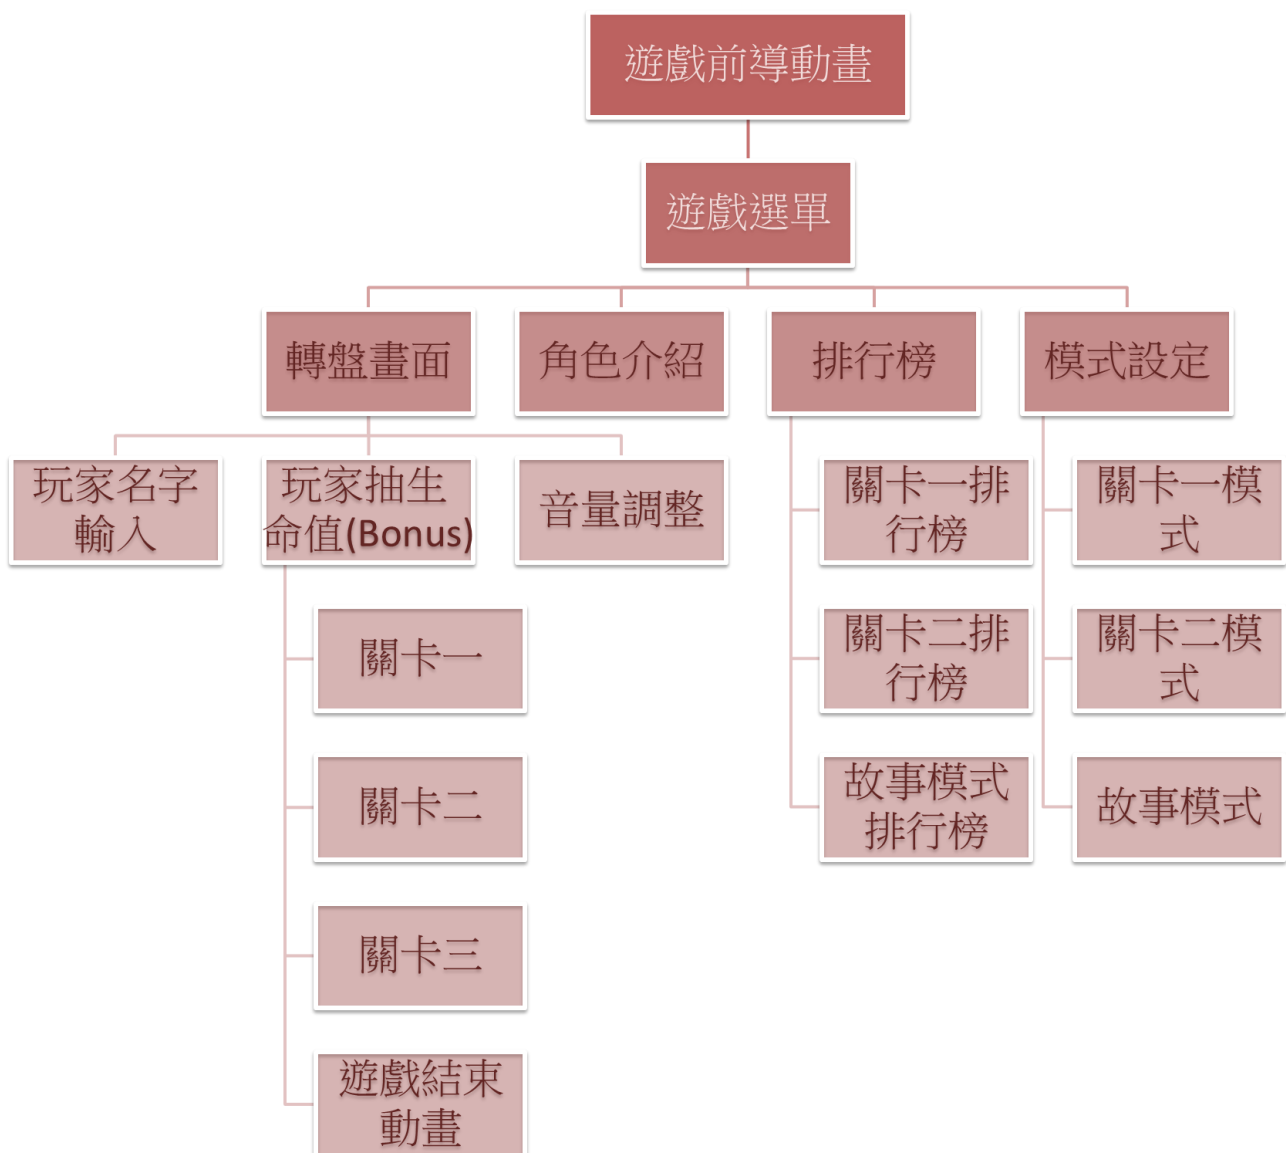 遊戲前導動畫
遊戲選單
轉盤畫面
角色介紹
排行榜
模式設定
玩家名字
輸入
玩家抽生
命值(Bonus)
音量調整
關卡一排
行榜
關卡一模
式
關卡一
關卡二排
行榜
關卡二模
式
關卡二
故事模式
排行榜
故事模式
關卡三
遊戲結束
動畫